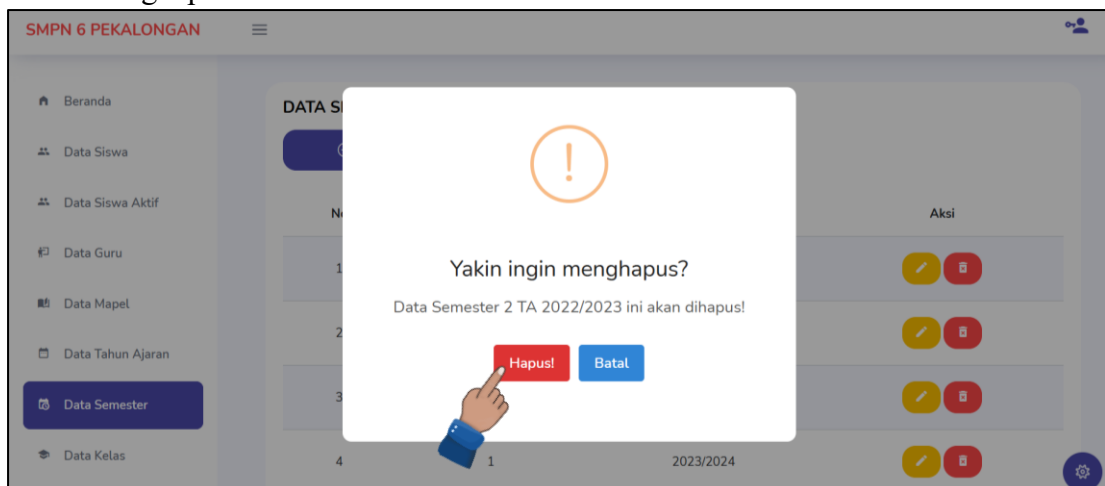 SMPN 6 PEKALONGAN
Beranda
Data Siswa
Data Siswa Aktif
Data Guru
Data Mapel
Data Tahun Ajaran
Data Semester
Data Kelas
DATA
Aksi
1
2
3
4 1 2023/2024
Yakin ingin menghapus?
Data Semester 2 TA 2022/2023 ini akan dihapus!
Hapus! Batal